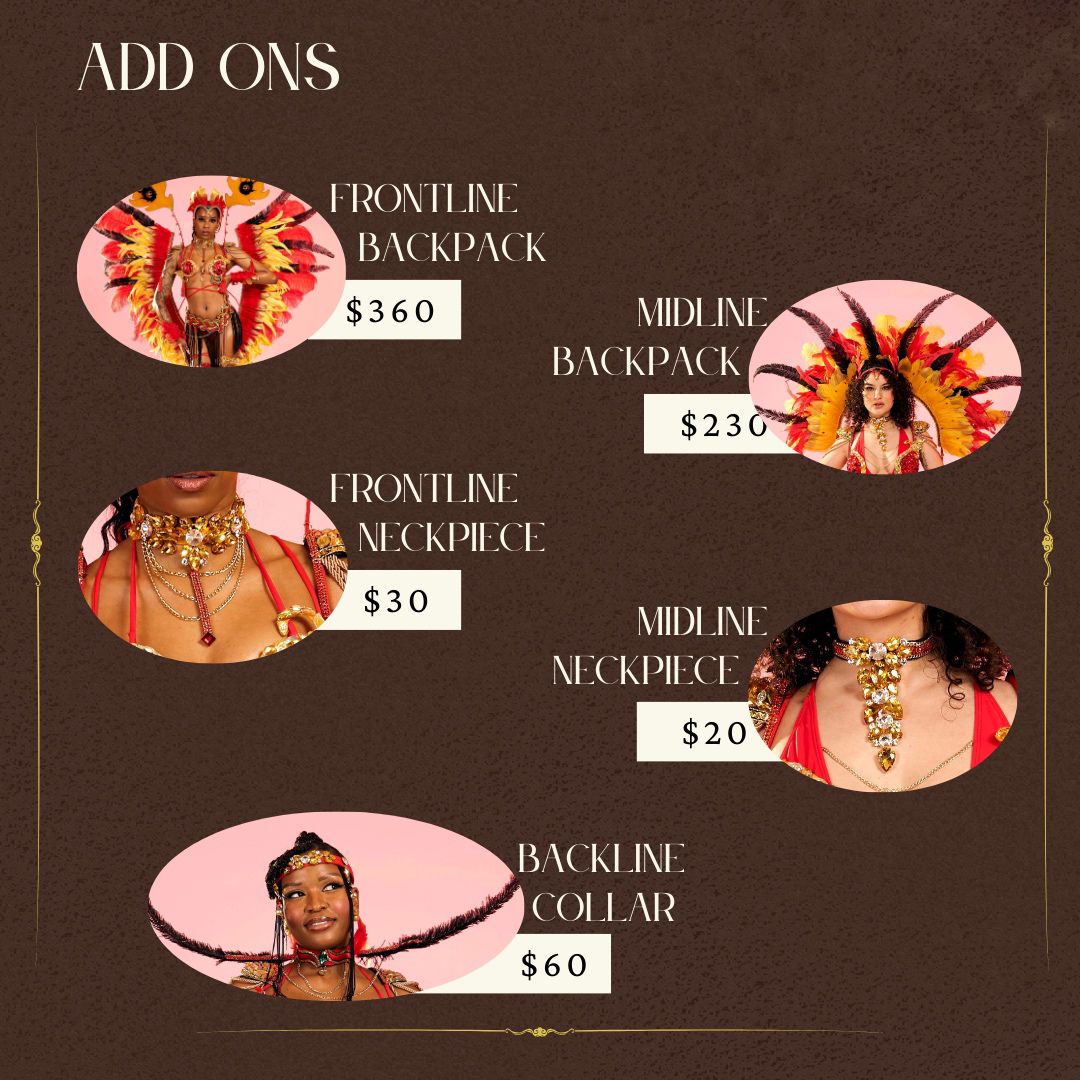 ADD ONS
FRONTLINE
BACKPACK
$360
MIDLINE
BACKPACK
$230
FRONTLINE
NECKPIECE
$30
MIDLINE
NECKPIECE
$20
BACKLINE
COLLAR
$60